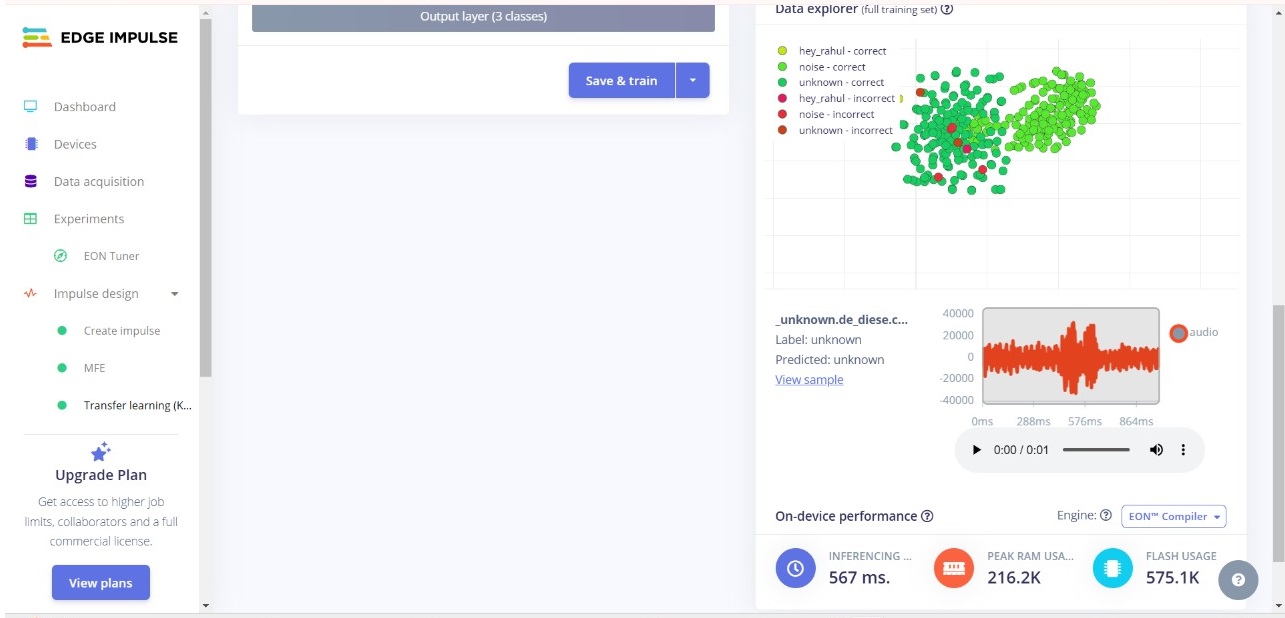 EDGE IMPULSE
Dashboard
Devices
Data acquisition
Experiments
EON Tuner
Impulse design
Create impulse
MFE
Transfer learning (K...
Upgrade Plan
Get access to higher job
limits, collaborators and a full
commercial license.
View plans
Output layer (3 classes)
Save & train
Data explorer (full training set) ?
hey_rahul - correct
noise - correct
unknown - correct
hey_rahul - incorrect
noise - incorrect
unknown - incorrect
_unknown.de_diese.c...
Label: unknown
Predicted: unknown
View sample
40000
20000
0
-20000
-40000
0ms 288ms 576ms 864ms
audio
0:00 / 0:01
On-device performance ?
Engine: ? EON™ Compiler
INFERENCING ...
567 ms.
PEAK RAM USA...
216.2K
FLASH USAGE
575.1K
?